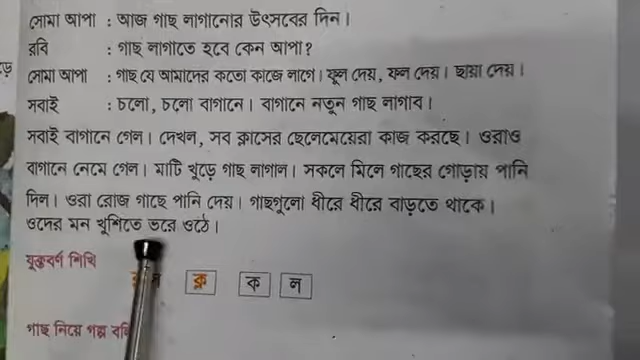 সোমা আপা : আজ গাছ লাগানোর উৎসবের দিন।
রবি : গাছ লাগাতে হবে কেন আপা?
সোমা আপা : গাছ যে আমাদের কতো কাজে লাগে। ফুল দেয়, ফল দেয়। ছায়া দেয়।
সবাই : চলো, চলো বাগানে। বাগানে নতুন গাছ লাগাব।
সবাই বাগানে গেল। দেখল, সব ক্লাসের ছেলেমেয়েরা কাজ করছে। ওরাও
বাগানে নেমে গেল। মাটি খুড়ে গাছ লাগাল। সকলে মিলে গাছের গোড়ায় পানি
দিল। ওরা রোজ গাছে পানি দেয়। গাছগুলো ধীরে ধীরে বাড়তে থাকে।
ওদের মন খুশিতে ভরে ওঠে।
যুক্তবর্ণ শিখি
ক্ল ক ল
গাছ নিয়ে গল্প